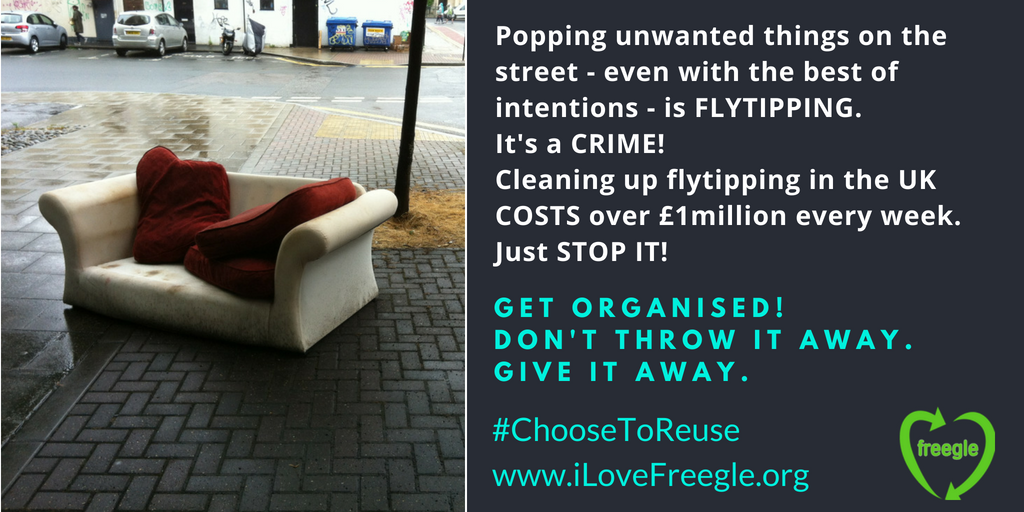 Popping unwanted things on the
street - even with the best of
intentions - is FLYTIPPING.
It's a CRIME!
Cleaning up flytipping in the UK
COSTS over £1million every week.
Just STOP IT!
GET ORGANISED!
DON'T THROW IT AWAY.
GIVE IT AWAY.
#ChooseToReuse
www.iLoveFreegle.org
freegle